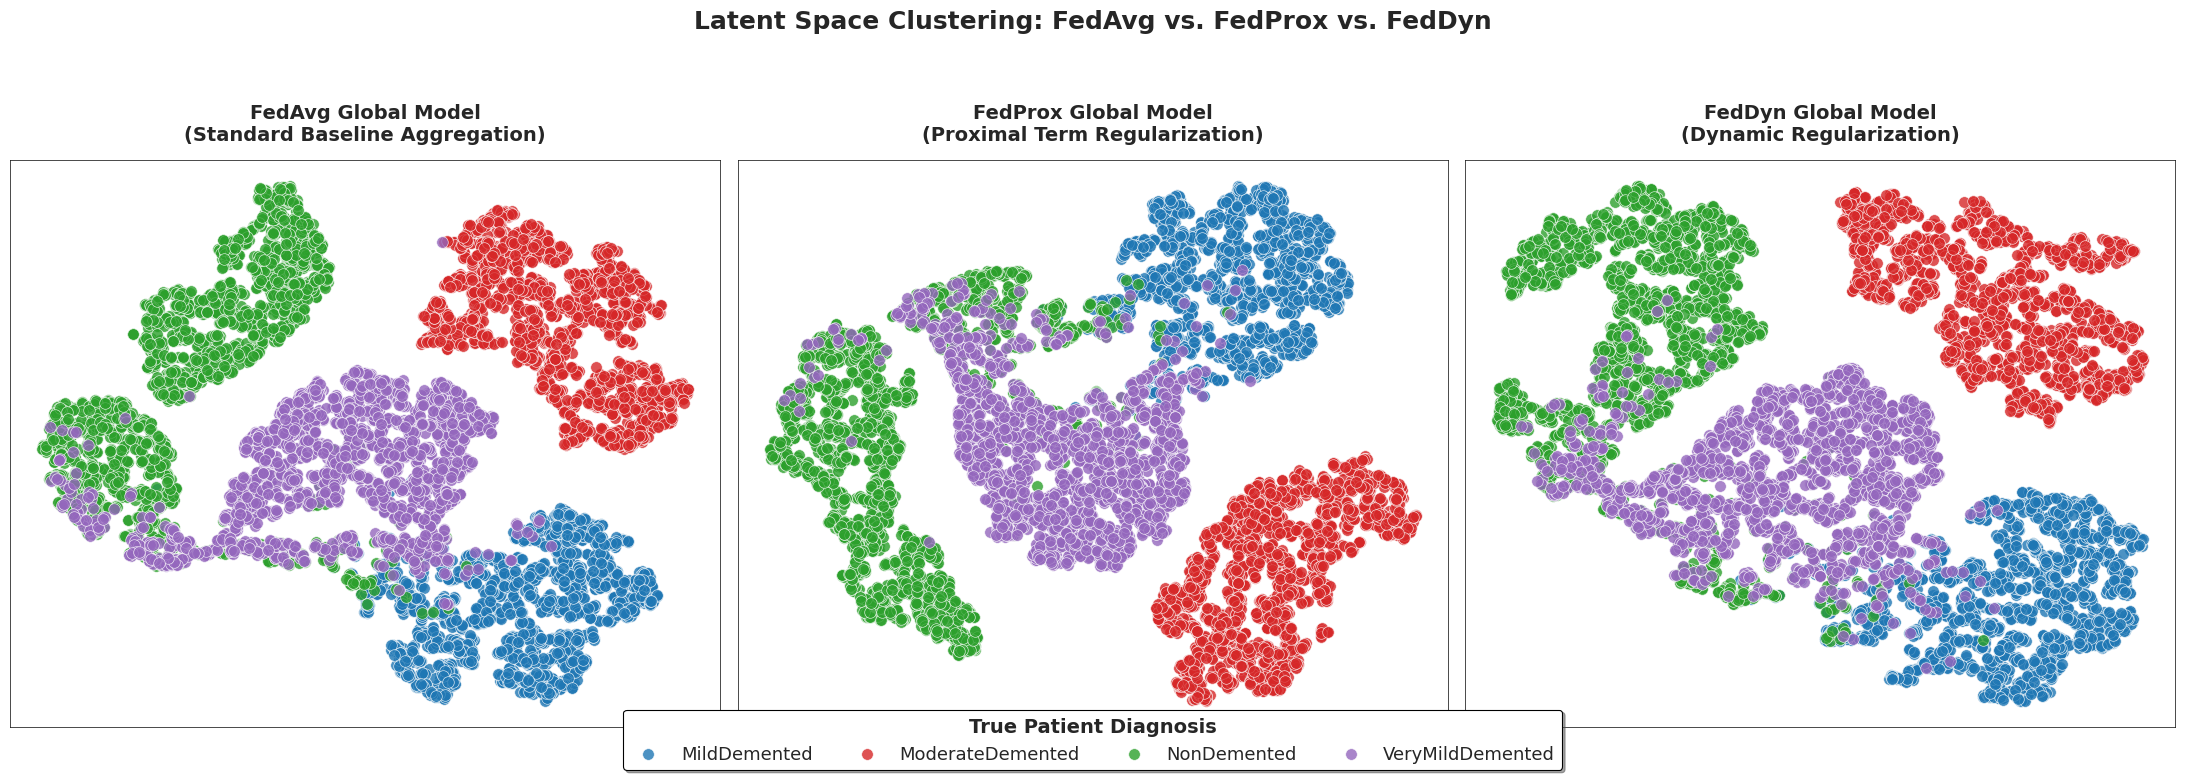 Latent Space Clustering: FedAvg vs. FedProx vs. FedDyn
FedAvg Global Model
(Standard Baseline Aggregation)
FedProx Global Model
(Proximal Term Regularization)
FedDyn Global Model
(Dynamic Regularization)
True Patient Diagnosis
MildDemented ModerateDemented NonDemented VeryMildDemented